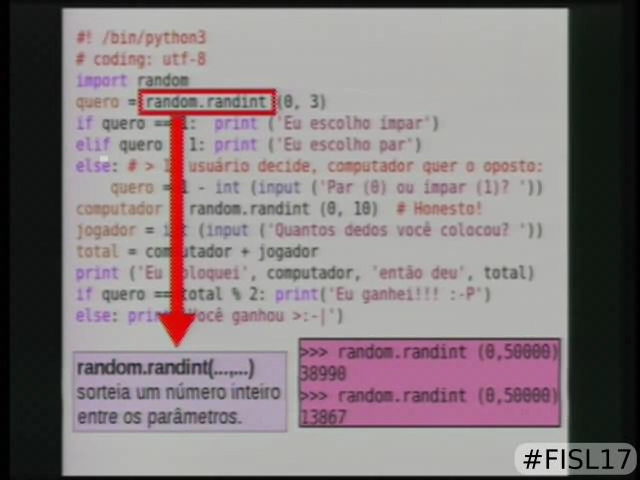 #! /bin/python3
# coding: utf-8
import random
quero = random.randint (0, 3)
if quero == 1: print ('Eu escolho ímpar')
elif quero 1: print ('Eu escolho par')
else: # > 1 usuário decide, computador quer o oposto:
quero = 1 - int (input ('Par (0) ou ímpar (1)? '))
computador random.randint (0, 10) # Honesto!
jogador = int (input ('Quantos dedos você colocou? '))
total = computador + jogador
print ('Eu coloquei', computador, 'então deu', total)
if quero == total % 2: print('Eu ganhei!!! :-P')
else: print 'Você ganhou >:-|')
random.randint(...,...)
sorteia um número inteiro
entre os parâmetros.
>>> random.randint (0,50000)
38990
>>> random.randint (0,50000)
13867
#FISL17